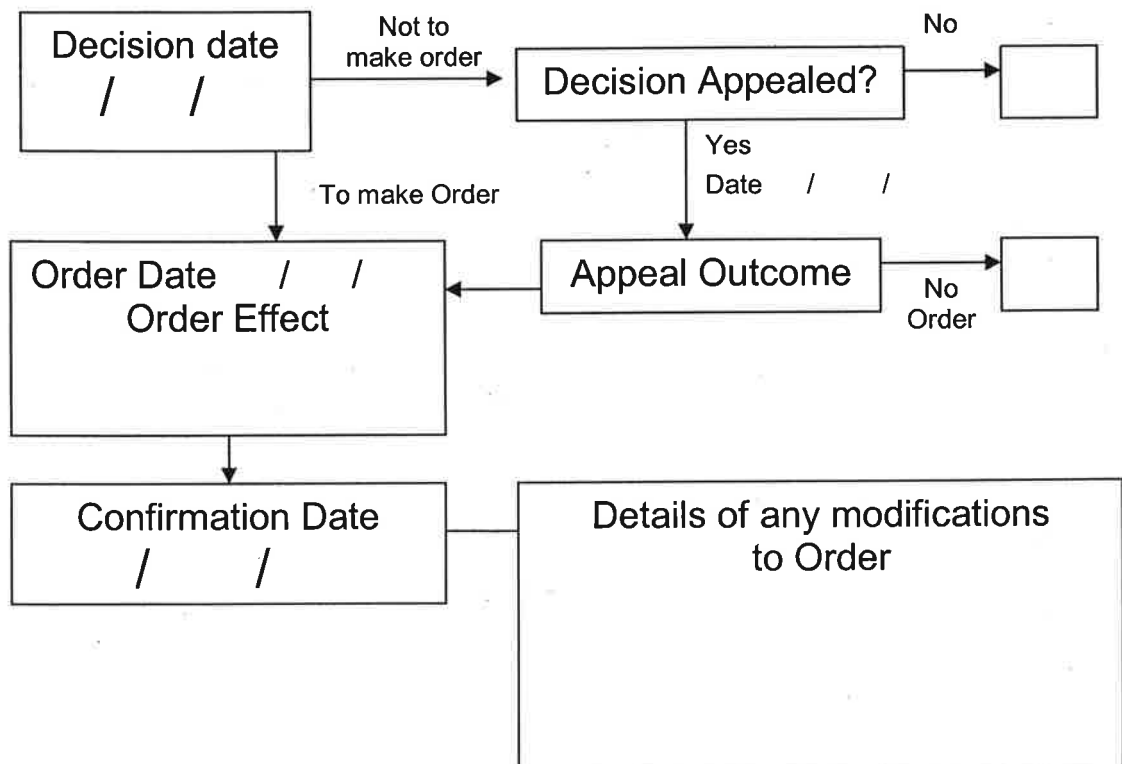 Decision date
/ /
Not to
make order
Decision Appealed?
No
Yes
Date / /
To make Order
Order Date / /
Order Effect
Appeal Outcome
No
Order
Confirmation Date
/ /
Details of any modifications
to Order